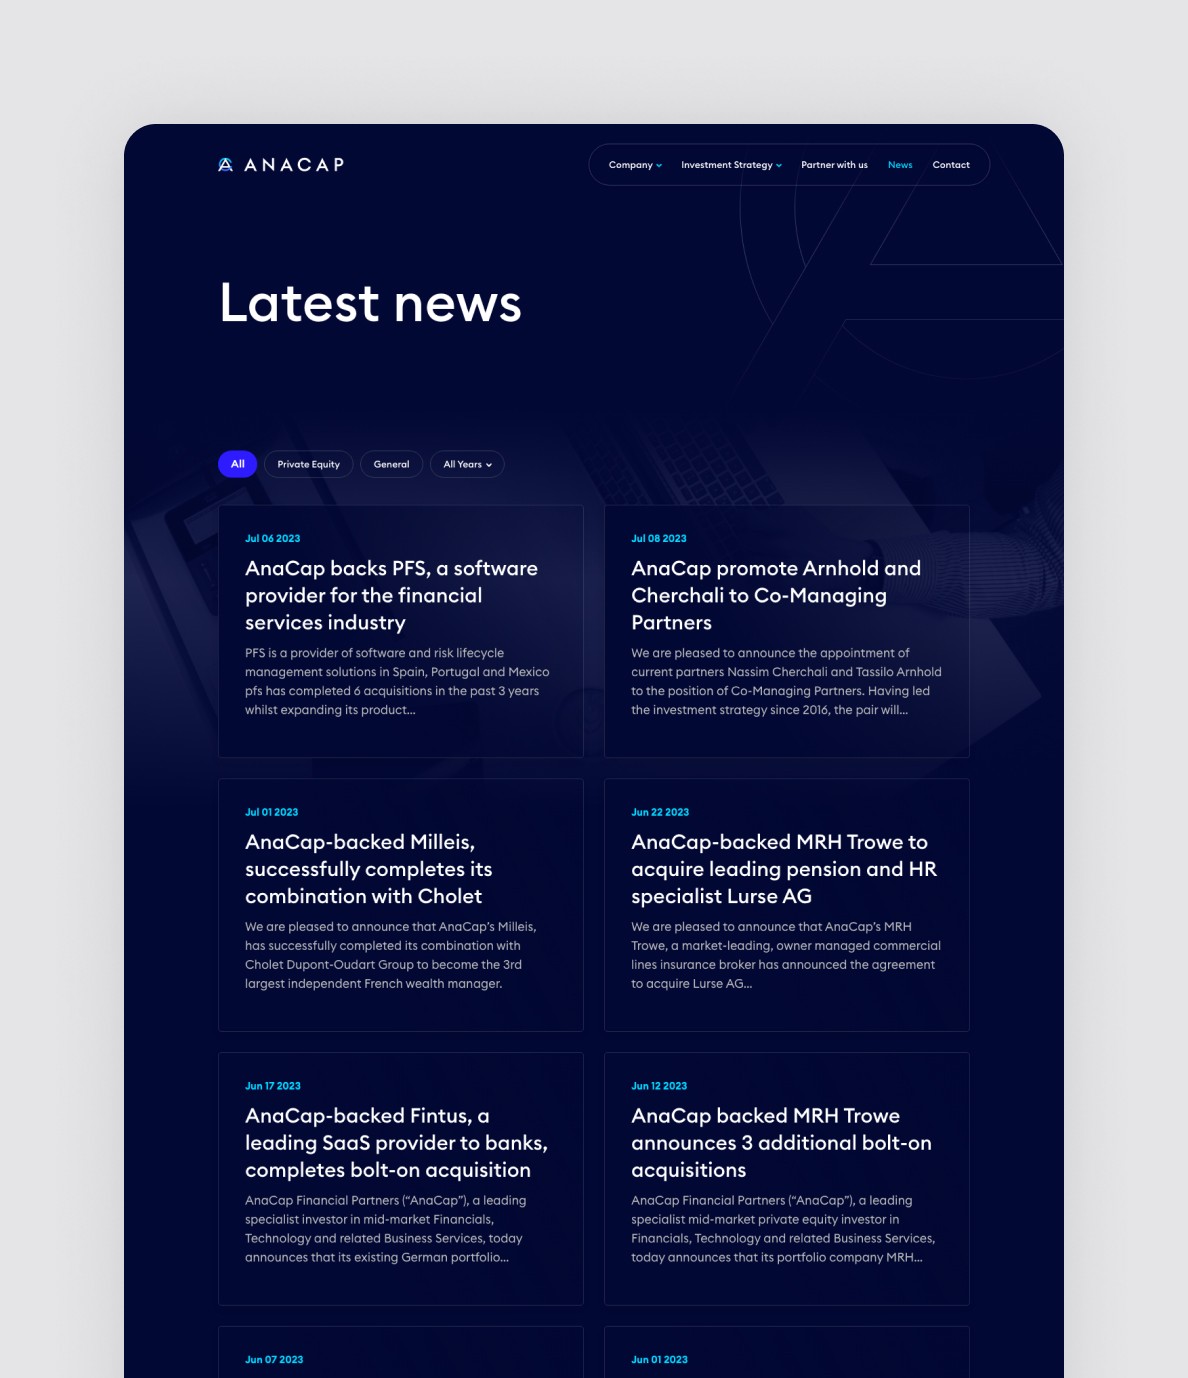 ANACAP
Company
Investment Strategy
Partner with us
News
Contact
Latest news
All
Private Equity
General
All Years
Jul 06 2023
AnaCap backs PFS, a software
provider for the financial
services industry
PFS is a provider of software and risk lifecycle
management solutions in Spain, Portugal and Mexico
pfs has completed 6 acquisitions in the past 3 years
whilst expanding its product...
Jul 08 2023
AnaCap promote Arnhold and
Cherchali to Co-Managing
Partners
We are pleased to announce the appointment of
current partners Nassim Cherchali and Tassilo Arnhold
to the position of Co-Managing Partners. Having led
the investment strategy since 2016, the pair will...
Jul 01 2023
AnaCap-backed Milleis,
successfully completes its
combination with Cholet
We are pleased to announce that AnaCap’s Milleis,
has successfully completed its combination with
Cholet Dupont-Oudart Group to become the 3rd
largest independent French wealth manager.
Jun 22 2023
AnaCap-backed MRH Trowe to
acquire leading pension and HR
specialist Lurse AG
We are pleased to announce that AnaCap’s MRH
Trowe, a market-leading, owner managed commercial
lines insurance broker has announced the agreement
to acquire Lurse AG...
Jun 17 2023
AnaCap-backed Fintus, a
leading SaaS provider to banks,
completes bolt-on acquisition
AnaCap Financial Partners (“AnaCap”), a leading
specialist investor in mid-market Financials,
Technology and related Business Services, today
announces that its existing German portfolio...
Jun 12 2023
AnaCap backed MRH Trowe
announces 3 additional bolt-on
acquisitions
AnaCap Financial Partners (“AnaCap”), a leading
specialist mid-market private equity investor in
Financials, Technology and related Business Services,
today announces that its portfolio company MRH...
Jun 07 2023
Jun 01 2023